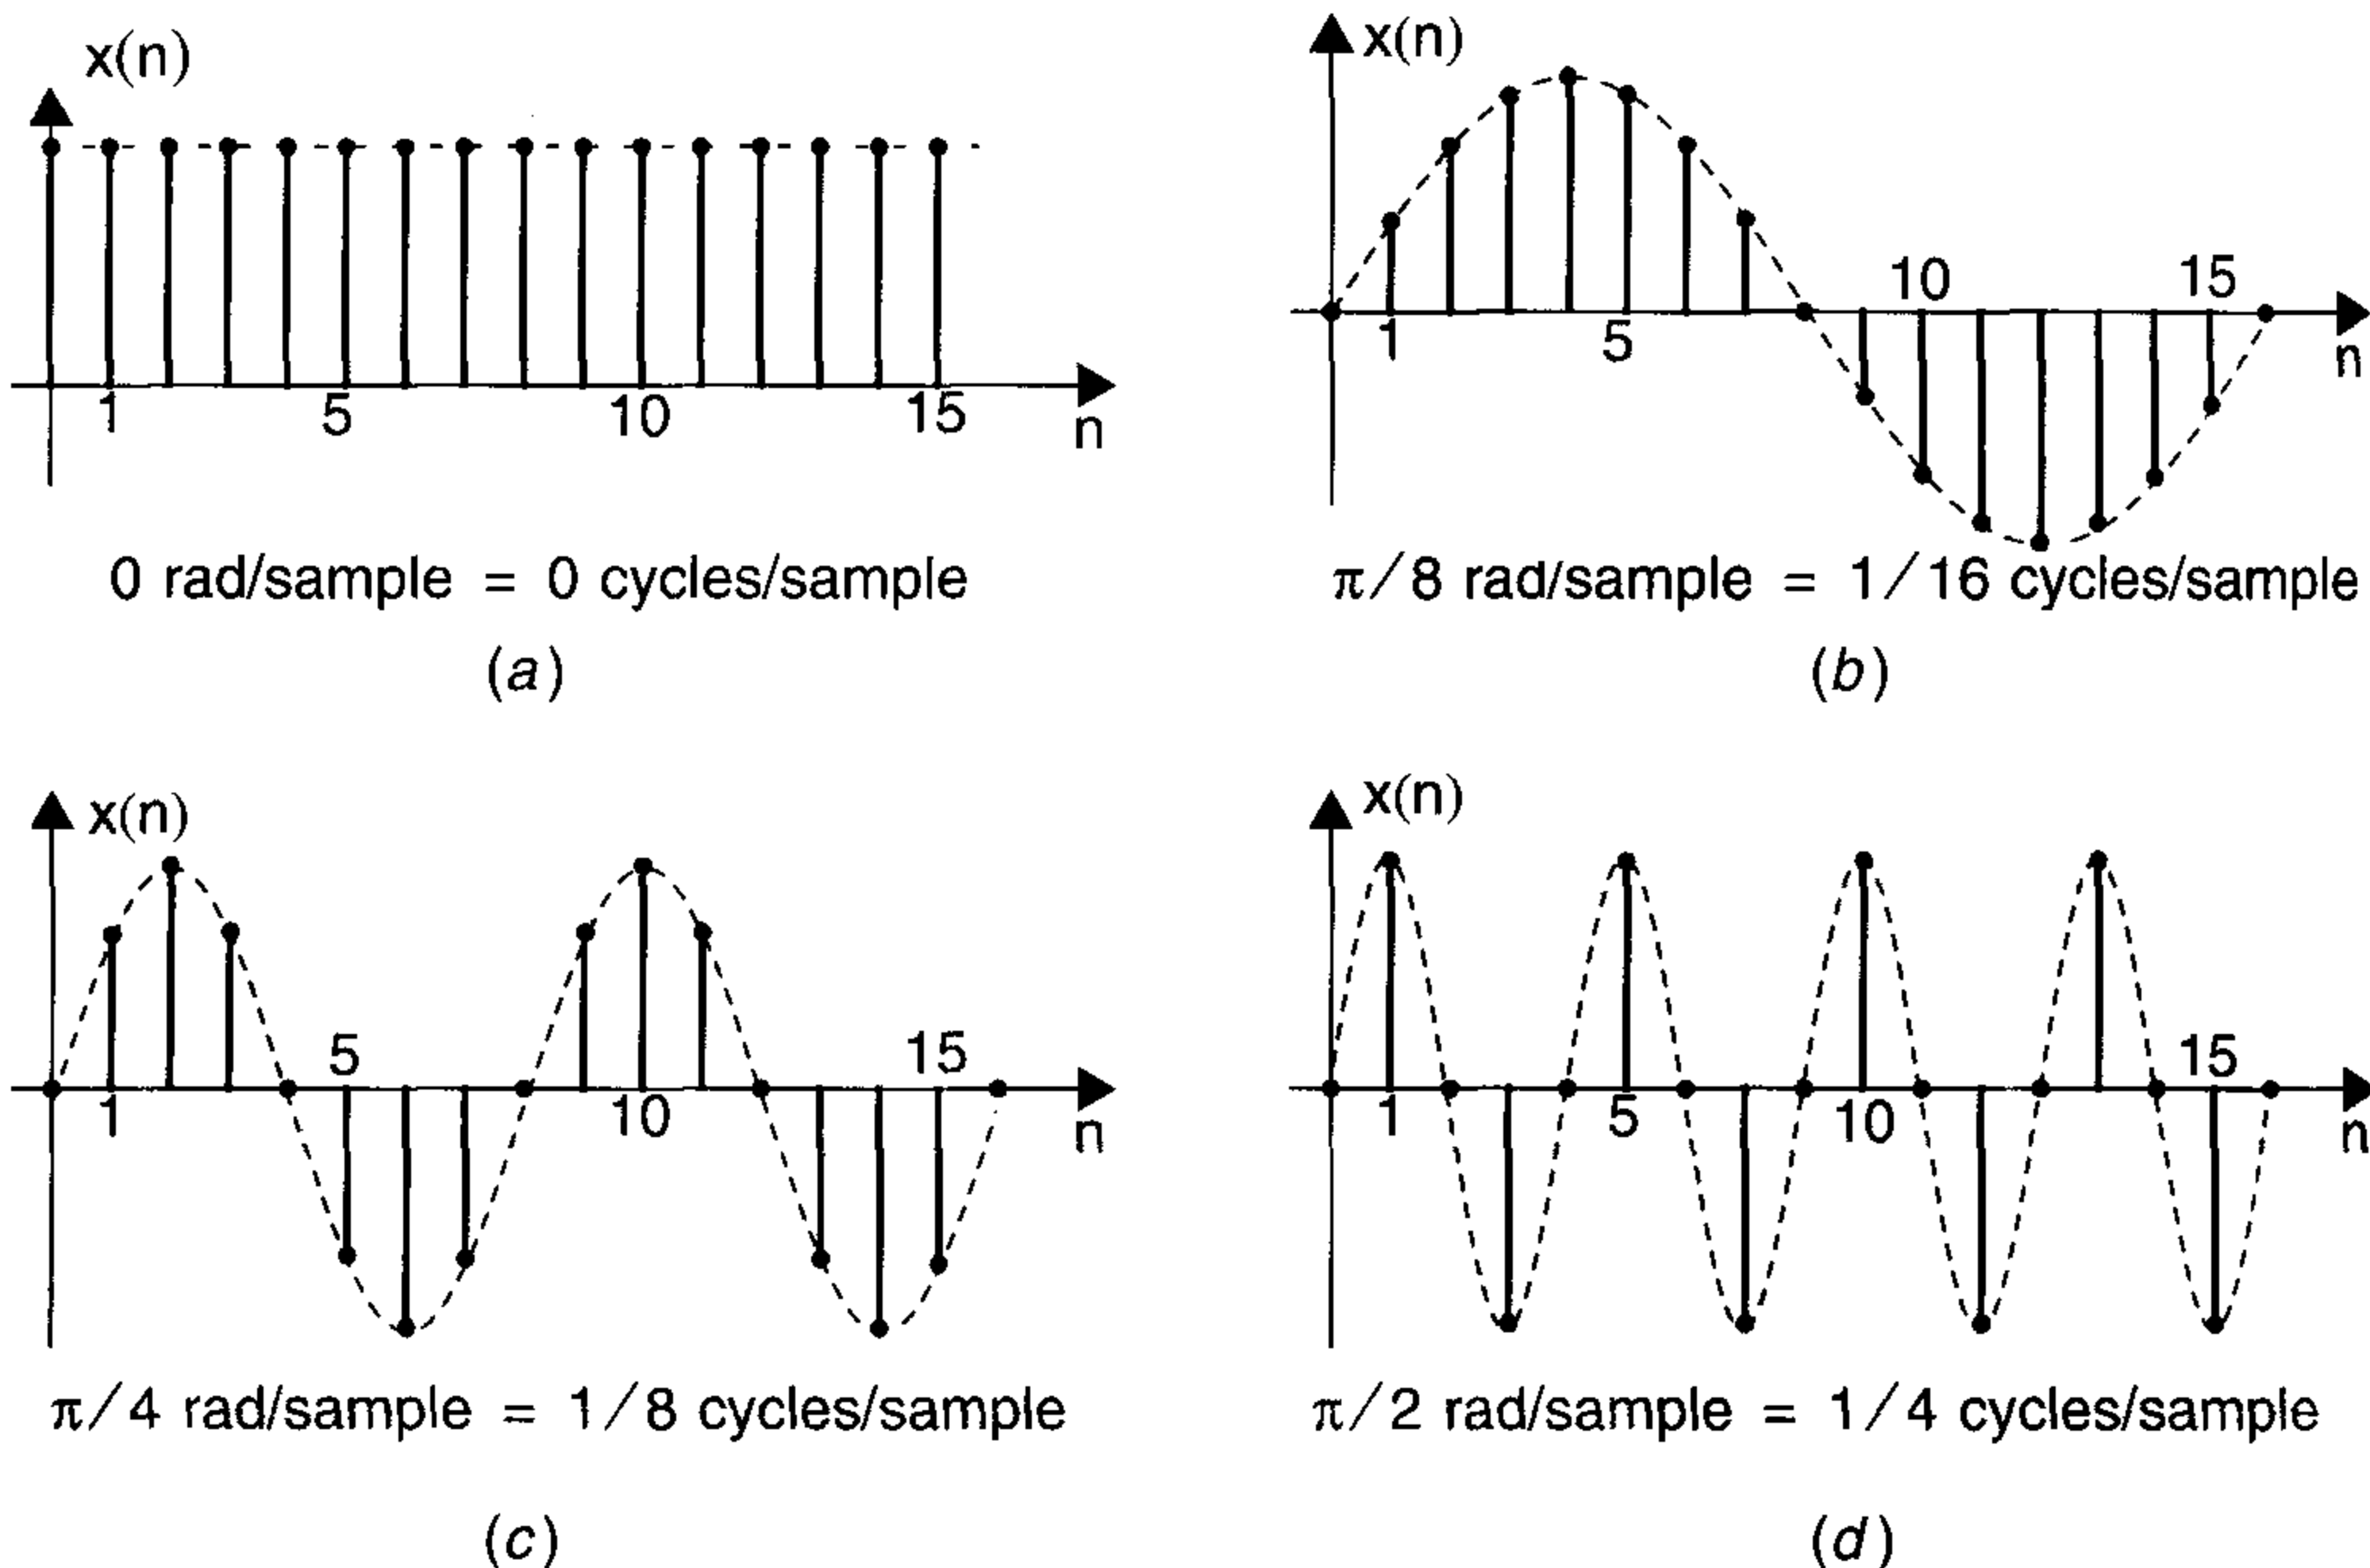 x(n)
1 5 10 15
n
0 rad/sample = 0 cycles/sample
(a)
x(n)
10 15
1 5
n
π/8 rad/sample = 1/16 cycles/sample
(b)
x(n)
5 15
1 10
n
π/4 rad/sample = 1/8 cycles/sample
(c)
x(n)
15
1 5 10
n
π/2 rad/sample = 1/4 cycles/sample
(d)